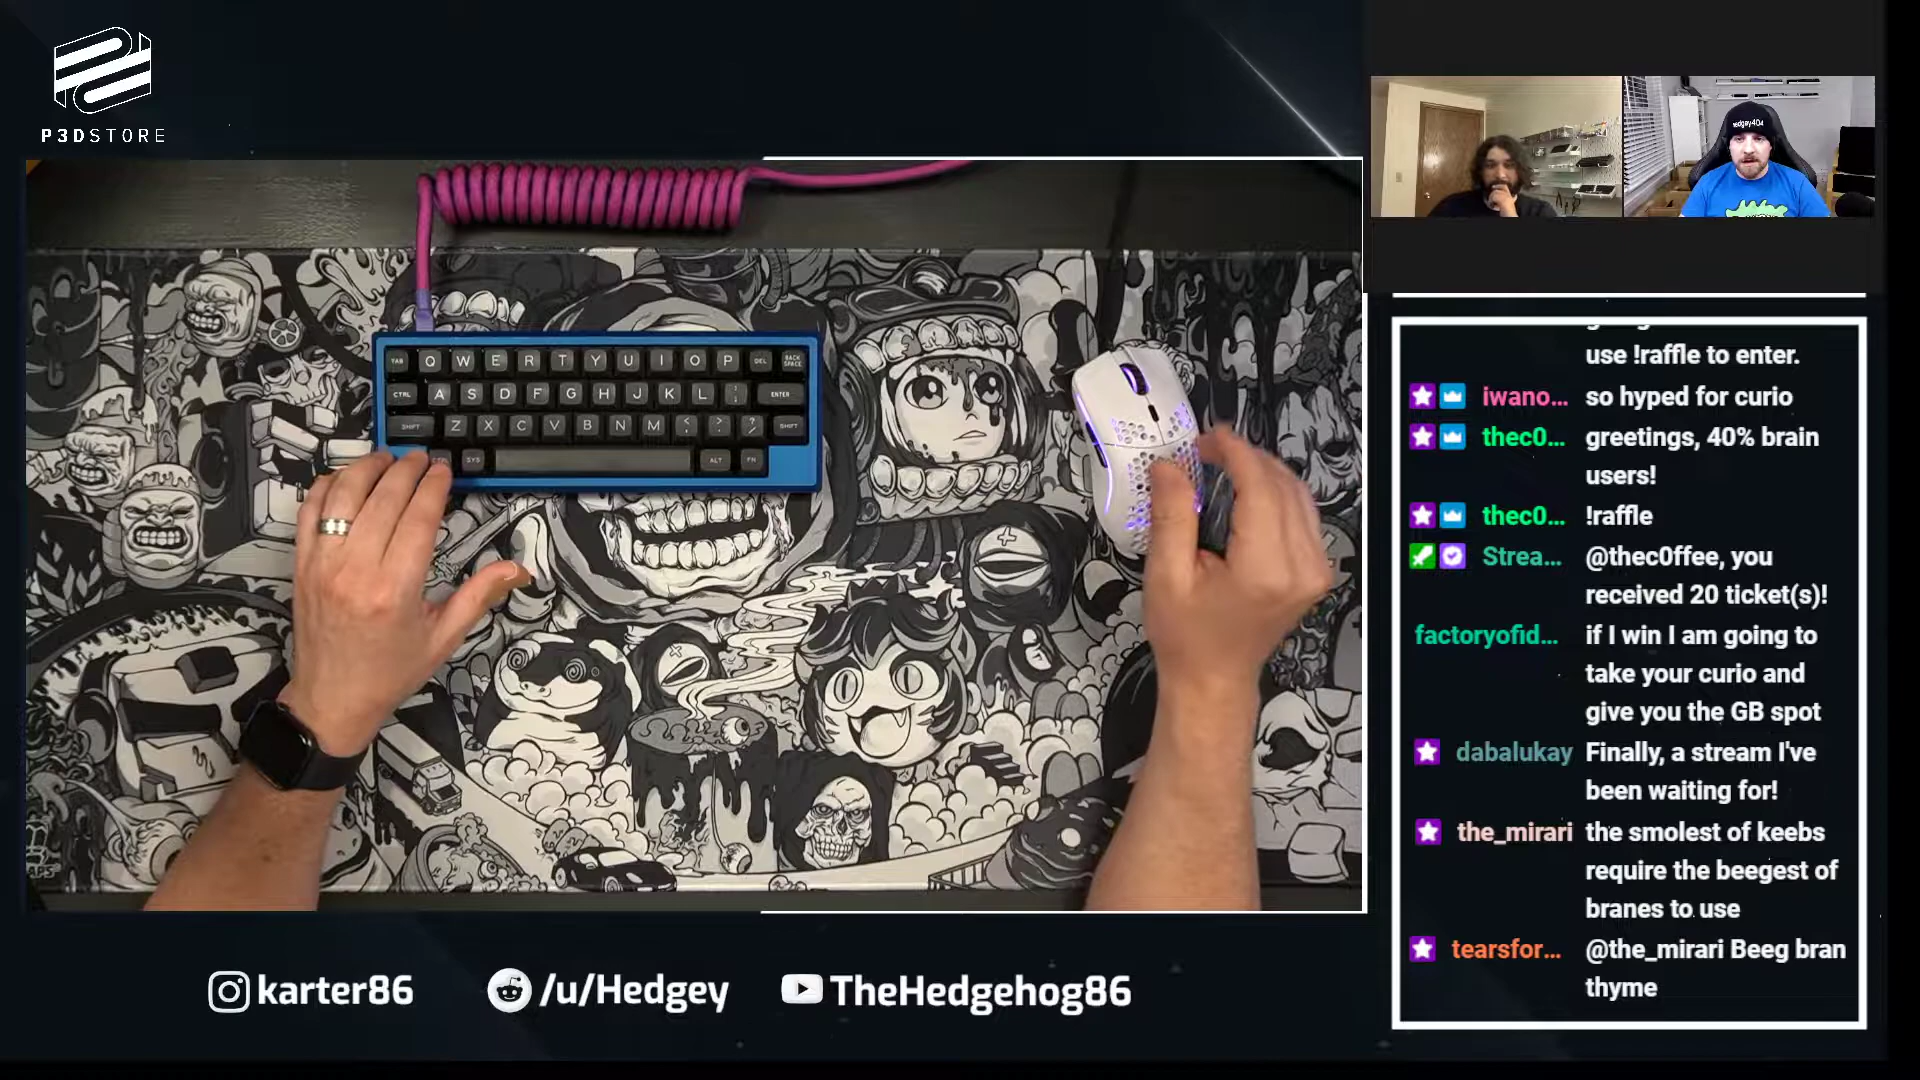 P3DSTORE
hedgey404
TAB Q W E R T Y U I O P DEL BACK SPACE
CTRL A S D F G H J K L ; : ENTER
SHIFT Z X C V B N M < > ? / SHIFT
SYS ALT FN
use !raffle to enter.
iwano... so hyped for curio
thec0... greetings, 40% brain
users!
thec0... !raffle
Strea... @thec0ffee, you
received 20 ticket(s)!
factoryofid... if I win I am going to
take your curio and
give you the GB spot
dabalukay Finally, a stream I've
been waiting for!
the_mirari the smolest of keebs
require the beegest of
branes to use
tearsfor... @the_mirari Beeg bran
thyme
karter86 /u/Hedgey TheHedgehog86